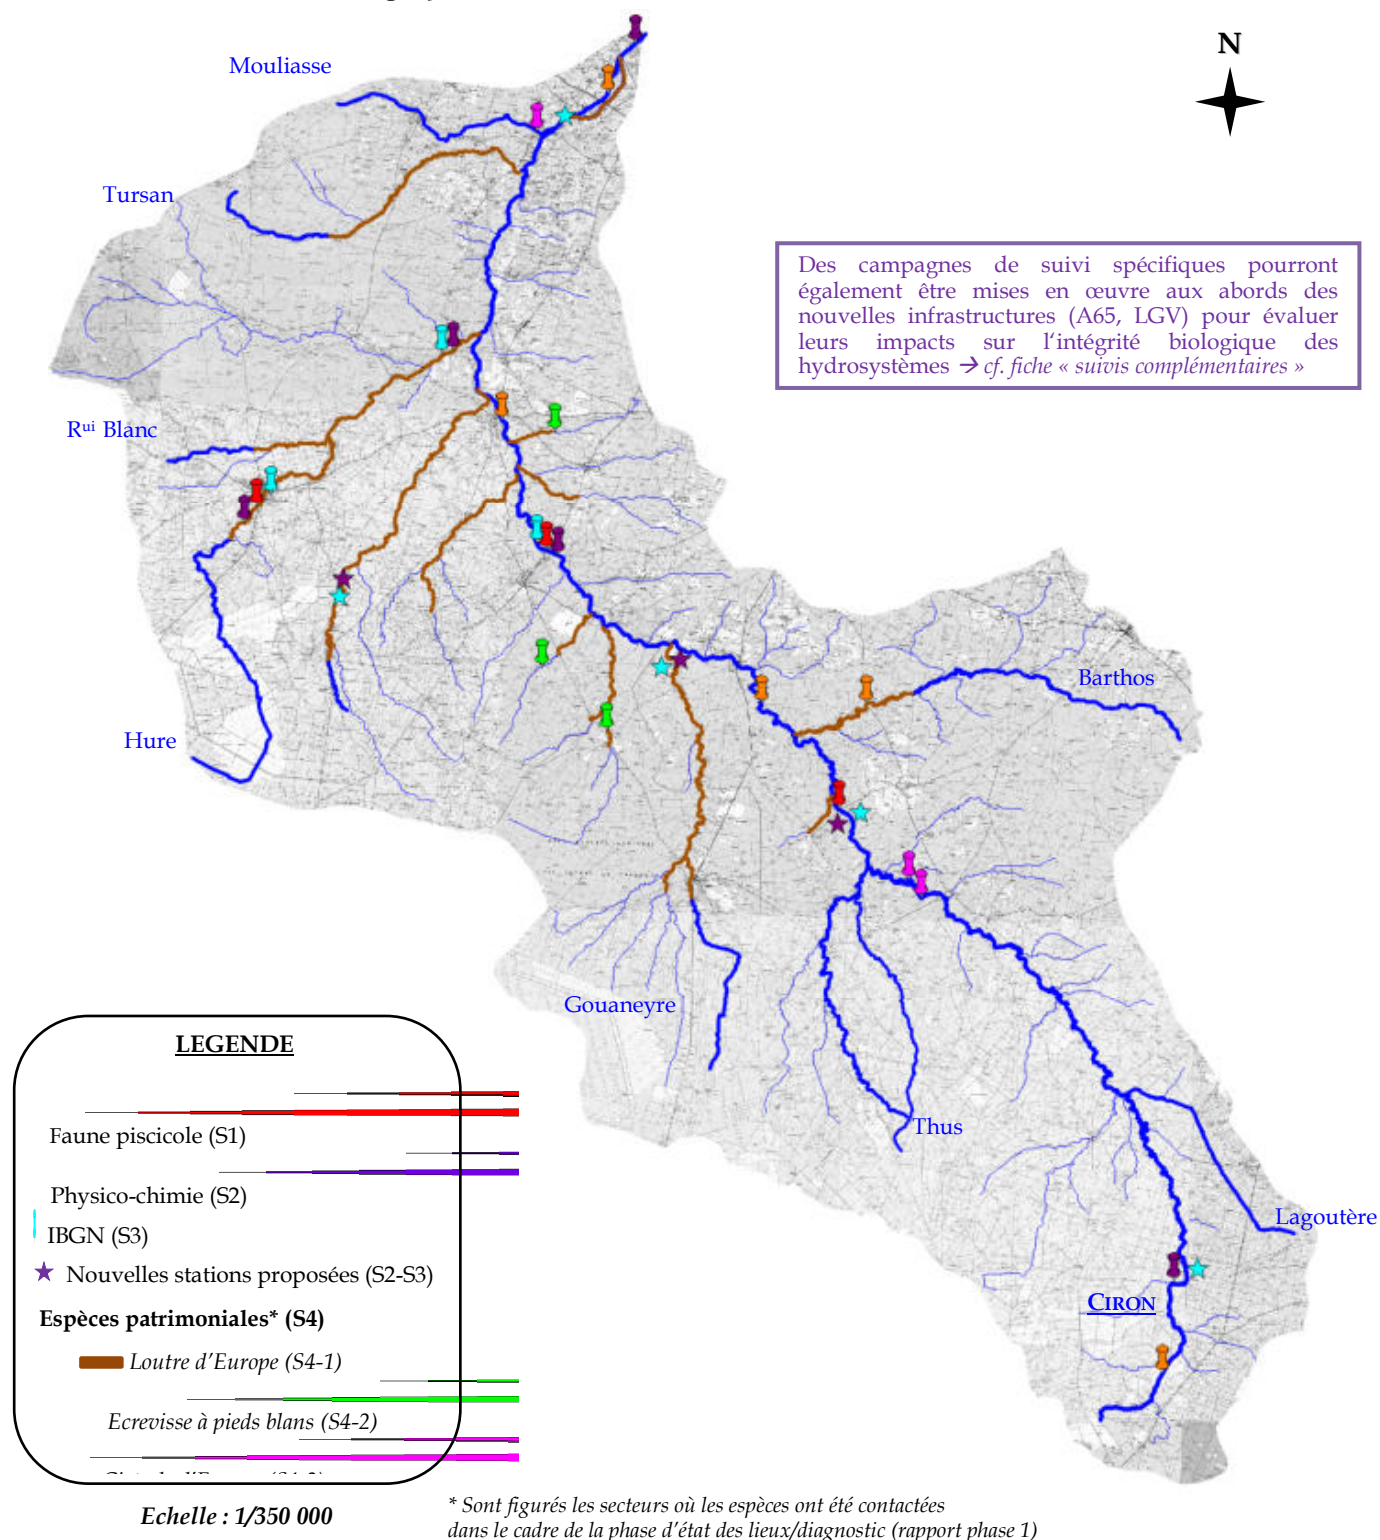 N
Mouliasse
Tursan
Des campagnes de suivi spécifiques pourront
également être mises en œuvre aux abords des
nouvelles infrastructures (A65, LGV) pour évaluer
leurs impacts sur l'intégrité biologique des
hydrosystèmes → cf. fiche « suivis complémentaires »
Rui Blanc
Barthos
Hure
Gouaneyre
Thus
Lagoutère
CIRON
LEGENDE
Faune piscicole (S1)
Physico-chimie (S2)
IBGN (S3)
Nouvelles stations proposées (S2-S3)
Espèces patrimoniales* (S4)
Loutre d'Europe (S4-1)
Ecrevisse à pieds blans (S4-2)
Echelle : 1/350 000
* Sont figurés les secteurs où les espèces ont été contactées
dans le cadre de la phase d'état des lieux/diagnostic (rapport phase 1)